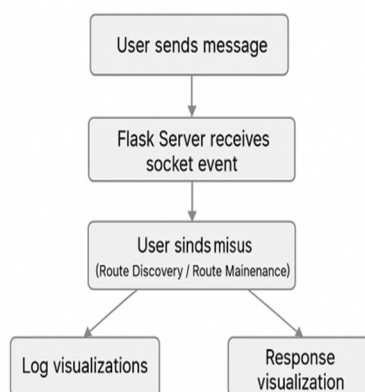 User sends message
Flask Server receives
socket event
User sinds misus
(Route Discovery / Route Mainenance)
Log visualizations
Response
visualization